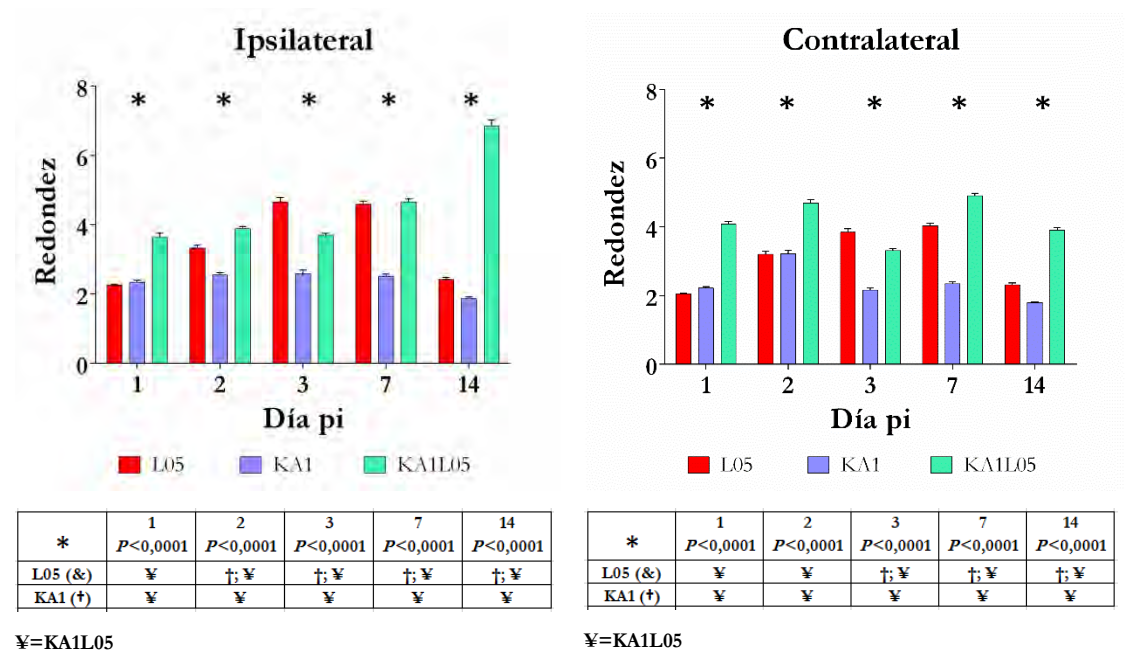 Ipsilateral
8
6
4
2
0
Redondez
* * * * *
1 2 3 7 14
Día pi
L05 KA1 KA1L05
* 1 2 3 7 14
P<0,0001 P<0,0001 P<0,0001 P<0,0001 P<0,0001
L05 (&) ¥ †; ¥ †; ¥ †; ¥ †; ¥
KA1 (†) ¥ ¥ ¥ ¥ ¥
¥=KA1L05
Contralateral
8
6
4
2
0
Redondez
* * * * *
1 2 3 7 14
Día pi
L05 KA1 KA1L05
* 1 2 3 7 14
P<0,0001 P<0,0001 P<0,0001 P<0,0001 P<0,0001
L05 (&) ¥ ¥ †; ¥ †; ¥ †; ¥
KA1 (†) ¥ ¥ ¥ ¥ ¥
¥=KA1L05